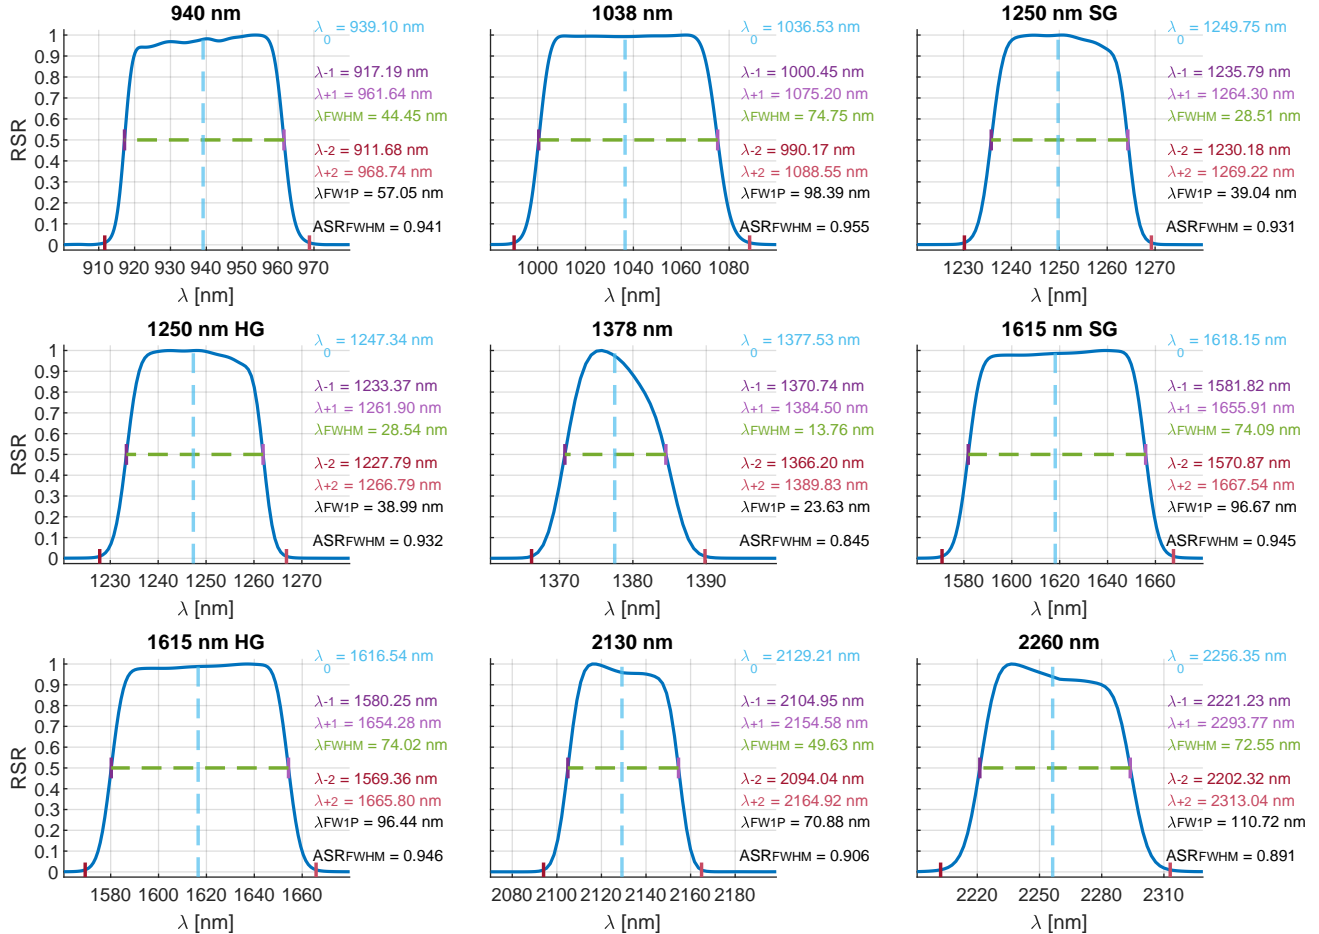 940 nm
λ0 = 939.10 nm
λ-1 = 917.19 nm
λ+1 = 961.64 nm
λFWHM = 44.45 nm
λ-2 = 911.68 nm
λ+2 = 968.74 nm
λFW1P = 57.05 nm
ASRFWHM = 0.941
RSR
1
0.9
0.8
0.7
0.6
0.5
0.4
0.3
0.2
0.1
0
910 920 930 940 950 960 970
λ [nm]
1038 nm
λ0 = 1036.53 nm
λ-1 = 1000.45 nm
λ+1 = 1075.20 nm
λFWHM = 74.75 nm
λ-2 = 990.17 nm
λ+2 = 1088.55 nm
λFW1P = 98.39 nm
ASRFWHM = 0.955
1000 1020 1040 1060 1080
λ [nm]
1250 nm SG
λ0 = 1249.75 nm
λ-1 = 1235.79 nm
λ+1 = 1264.30 nm
λFWHM = 28.51 nm
λ-2 = 1230.18 nm
λ+2 = 1269.22 nm
λFW1P = 39.04 nm
ASRFWHM = 0.931
1230 1240 1250 1260 1270
λ [nm]
1250 nm HG
λ0 = 1247.34 nm
λ-1 = 1233.37 nm
λ+1 = 1261.90 nm
λFWHM = 28.54 nm
λ-2 = 1227.79 nm
λ+2 = 1266.79 nm
λFW1P = 38.99 nm
ASRFWHM = 0.932
RSR
1
0.9
0.8
0.7
0.6
0.5
0.4
0.3
0.2
0.1
0
1230 1240 1250 1260 1270
λ [nm]
1378 nm
λ0 = 1377.53 nm
λ-1 = 1370.74 nm
λ+1 = 1384.50 nm
λFWHM = 13.76 nm
λ-2 = 1366.20 nm
λ+2 = 1389.83 nm
λFW1P = 23.63 nm
ASRFWHM = 0.845
1370 1380 1390
λ [nm]
1615 nm SG
λ0 = 1618.15 nm
λ-1 = 1581.82 nm
λ+1 = 1655.91 nm
λFWHM = 74.09 nm
λ-2 = 1570.87 nm
λ+2 = 1667.54 nm
λFW1P = 96.67 nm
ASRFWHM = 0.945
1580 1600 1620 1640 1660
λ [nm]
1615 nm HG
λ0 = 1616.54 nm
λ-1 = 1580.25 nm
λ+1 = 1654.28 nm
λFWHM = 74.02 nm
λ-2 = 1569.36 nm
λ+2 = 1665.80 nm
λFW1P = 96.44 nm
ASRFWHM = 0.946
RSR
1
0.9
0.8
0.7
0.6
0.5
0.4
0.3
0.2
0.1
0
1580 1600 1620 1640 1660
λ [nm]
2130 nm
λ0 = 2129.21 nm
λ-1 = 2104.95 nm
λ+1 = 2154.58 nm
λFWHM = 49.63 nm
λ-2 = 2094.04 nm
λ+2 = 2164.92 nm
λFW1P = 70.88 nm
ASRFWHM = 0.906
2080 2100 2120 2140 2160 2180
λ [nm]
2260 nm
λ0 = 2256.35 nm
λ-1 = 2221.23 nm
λ+1 = 2293.77 nm
λFWHM = 72.55 nm
λ-2 = 2202.32 nm
λ+2 = 2313.04 nm
λFW1P = 110.72 nm
ASRFWHM = 0.891
2220 2250 2280 2310
λ [nm]